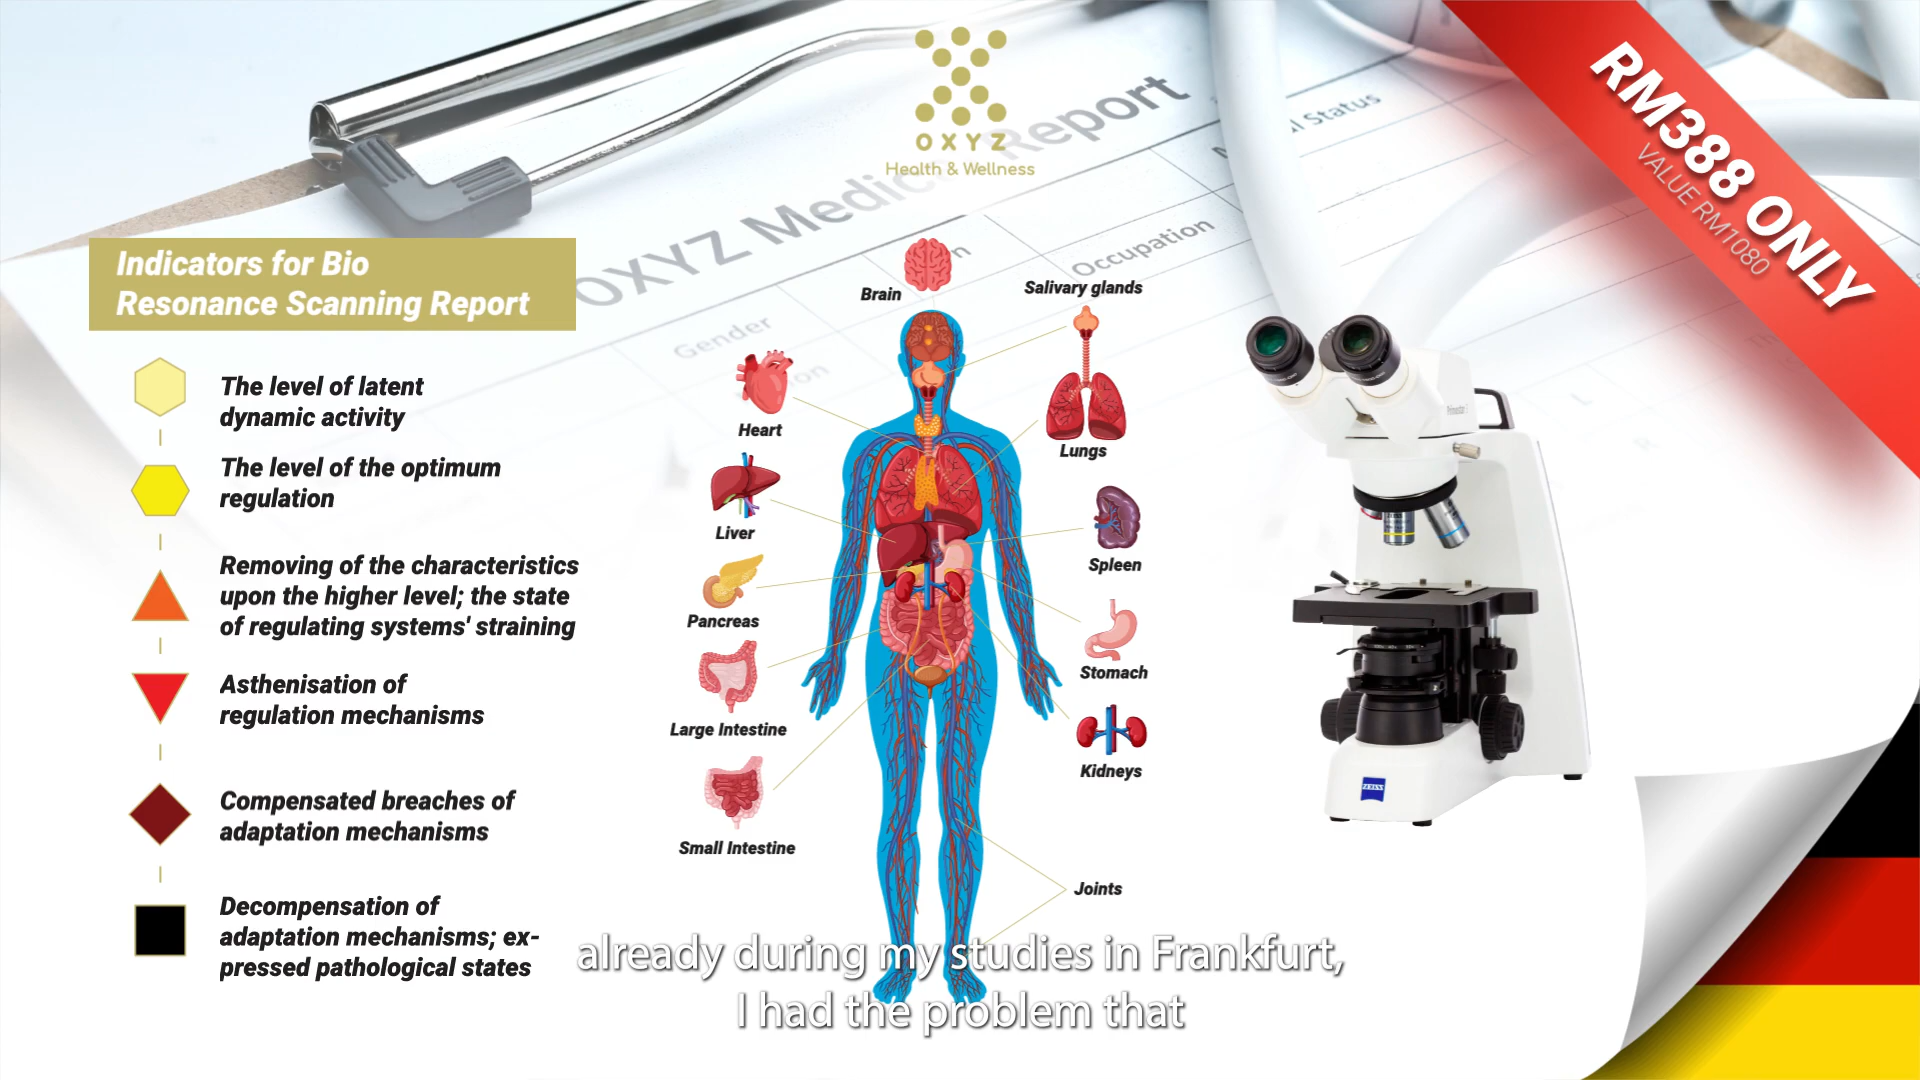 OXYZ
Health & Wellness
RM388 ONLY
VALUE RM1080
OXYZ Medic Report
Occupation
Gender
l Status
Indicators for Bio
Resonance Scanning Report
The level of latent
dynamic activity
The level of the optimum
regulation
Removing of the characteristics
upon the higher level; the state
of regulating systems' straining
Asthenisation of
regulation mechanisms
Compensated breaches of
adaptation mechanisms
Decompensation of
adaptation mechanisms; ex-
pressed pathological states
Brain
Salivary glands
Heart
Lungs
Liver
Spleen
Pancreas
Stomach
Large Intestine
Kidneys
Small Intestine
Joints
ZEISS
already during my studies in Frankfurt,
I had the problem that